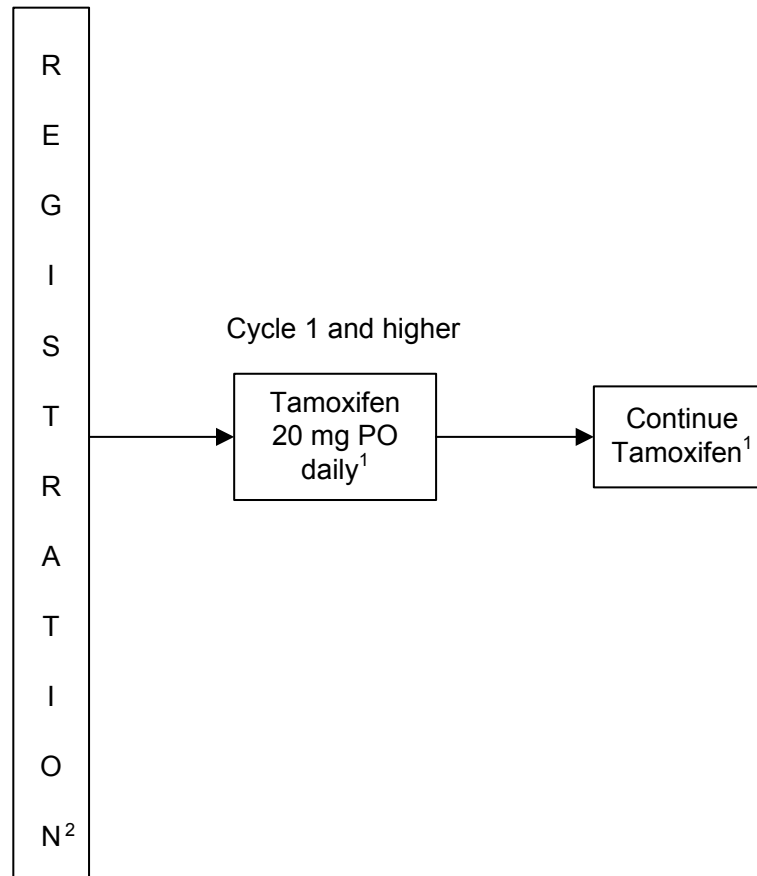 R
E
G
I
S
T
R
A
T
I
O
N²
Cycle 1 and higher
Tamoxifen
20 mg PO
daily¹
Continue
Tamoxifen¹